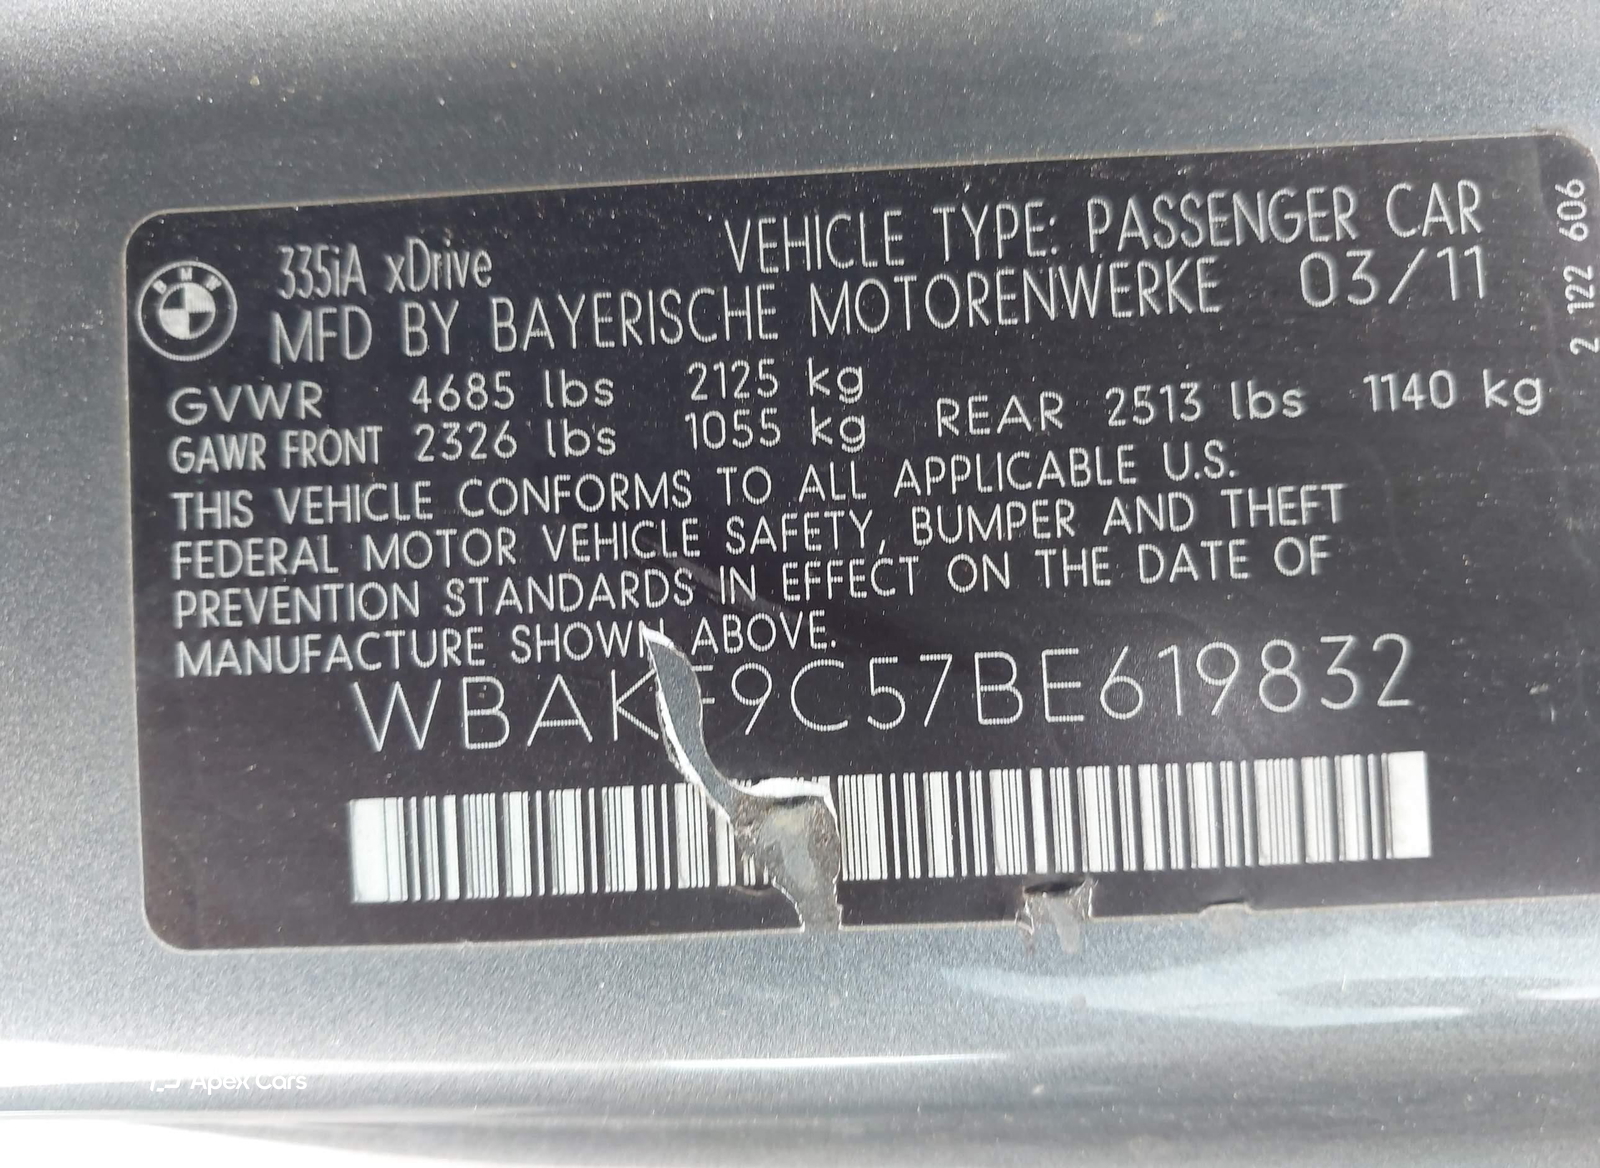 335iA xDrive VEHICLE TYPE: PASSENGER CAR
MFD BY BAYERISCHE MOTORENWERKE 03/11
GVWR 4685 lbs 2125 kg
GAWR FRONT 2326 lbs 1055 kg REAR 2513 lbs 1140 kg
THIS VEHICLE CONFORMS TO ALL APPLICABLE U.S.
FEDERAL MOTOR VEHICLE SAFETY, BUMPER AND THEFT
PREVENTION STANDARDS IN EFFECT ON THE DATE OF
MANUFACTURE SHOWN ABOVE.
WBAKF9C57BE619832
2 122 606
BMW
Apex Cars